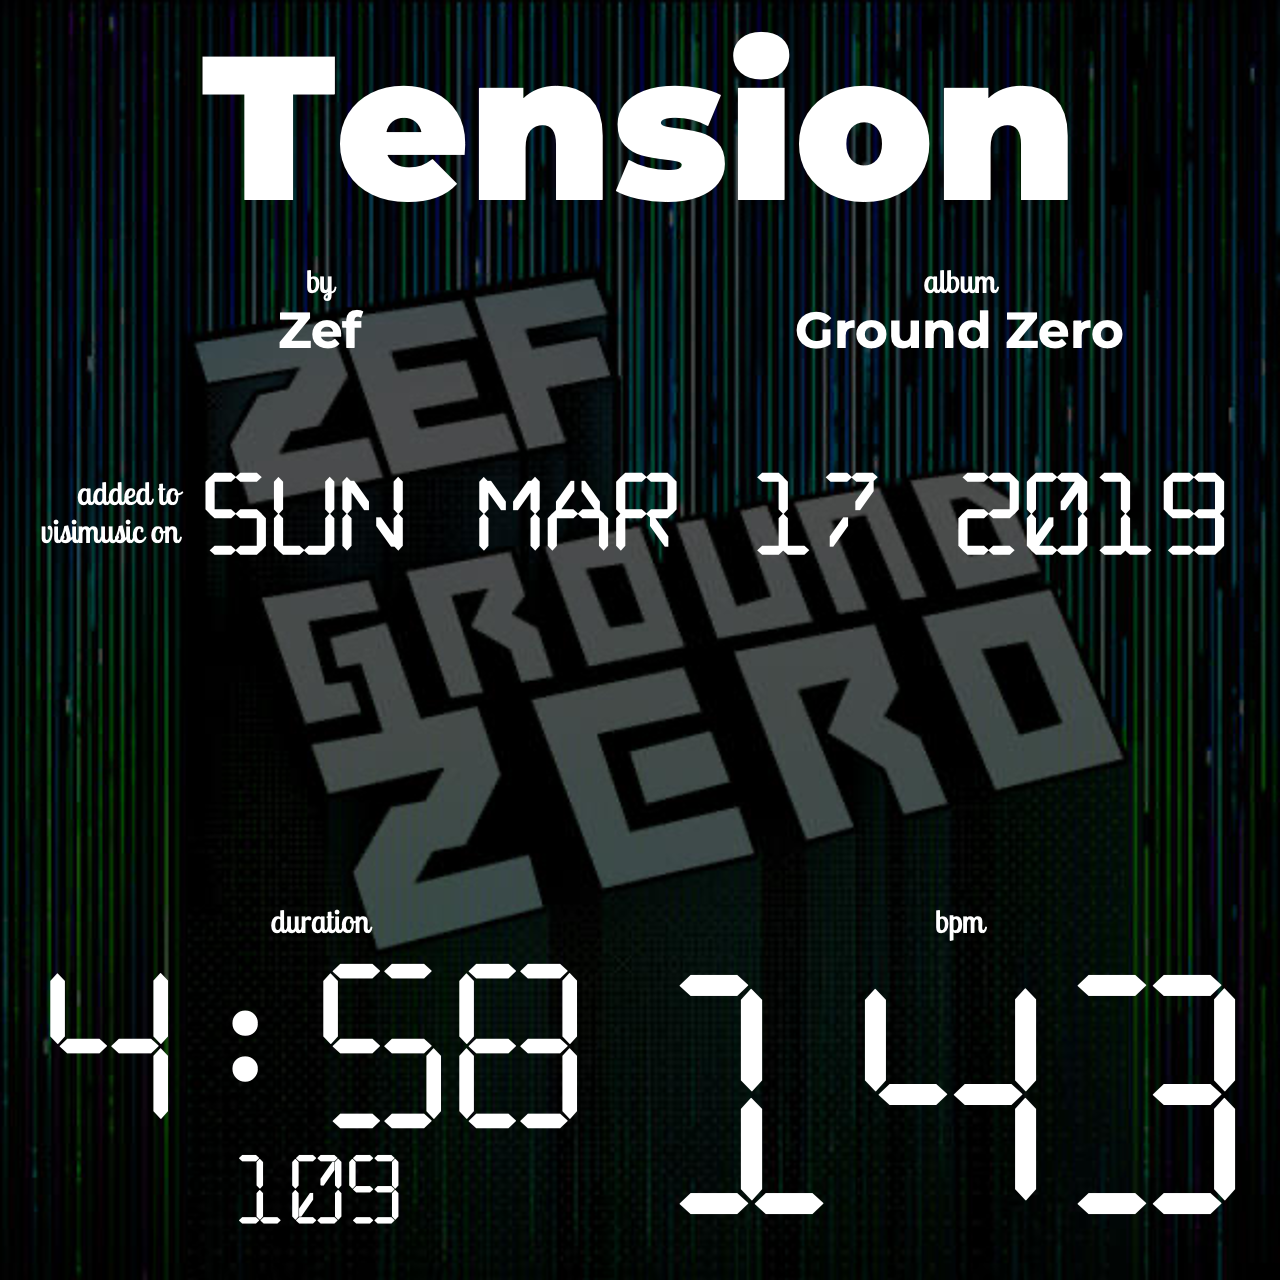 Tension
by
Zef
album
Ground Zero
ZEF
added to
visimusic on
SUN MAR 17 2019
GROUND
ZERO
duration
4:58
109
bpm
143